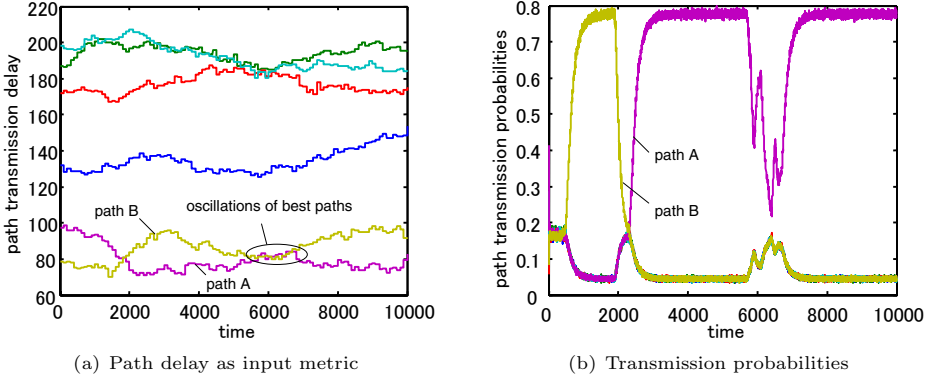 220
200
180
160
140
120
100
80
60
0
2000
4000
6000
8000
10000
path transmission delay
time
path B
oscillations of best paths
path A
(a) Path delay as input metric
0.8
0.7
0.6
0.5
0.4
0.3
0.2
0.1
0
0
2000
4000
6000
8000
10000
path transmission probabilities
time
path A
path B
(b) Transmission probabilities